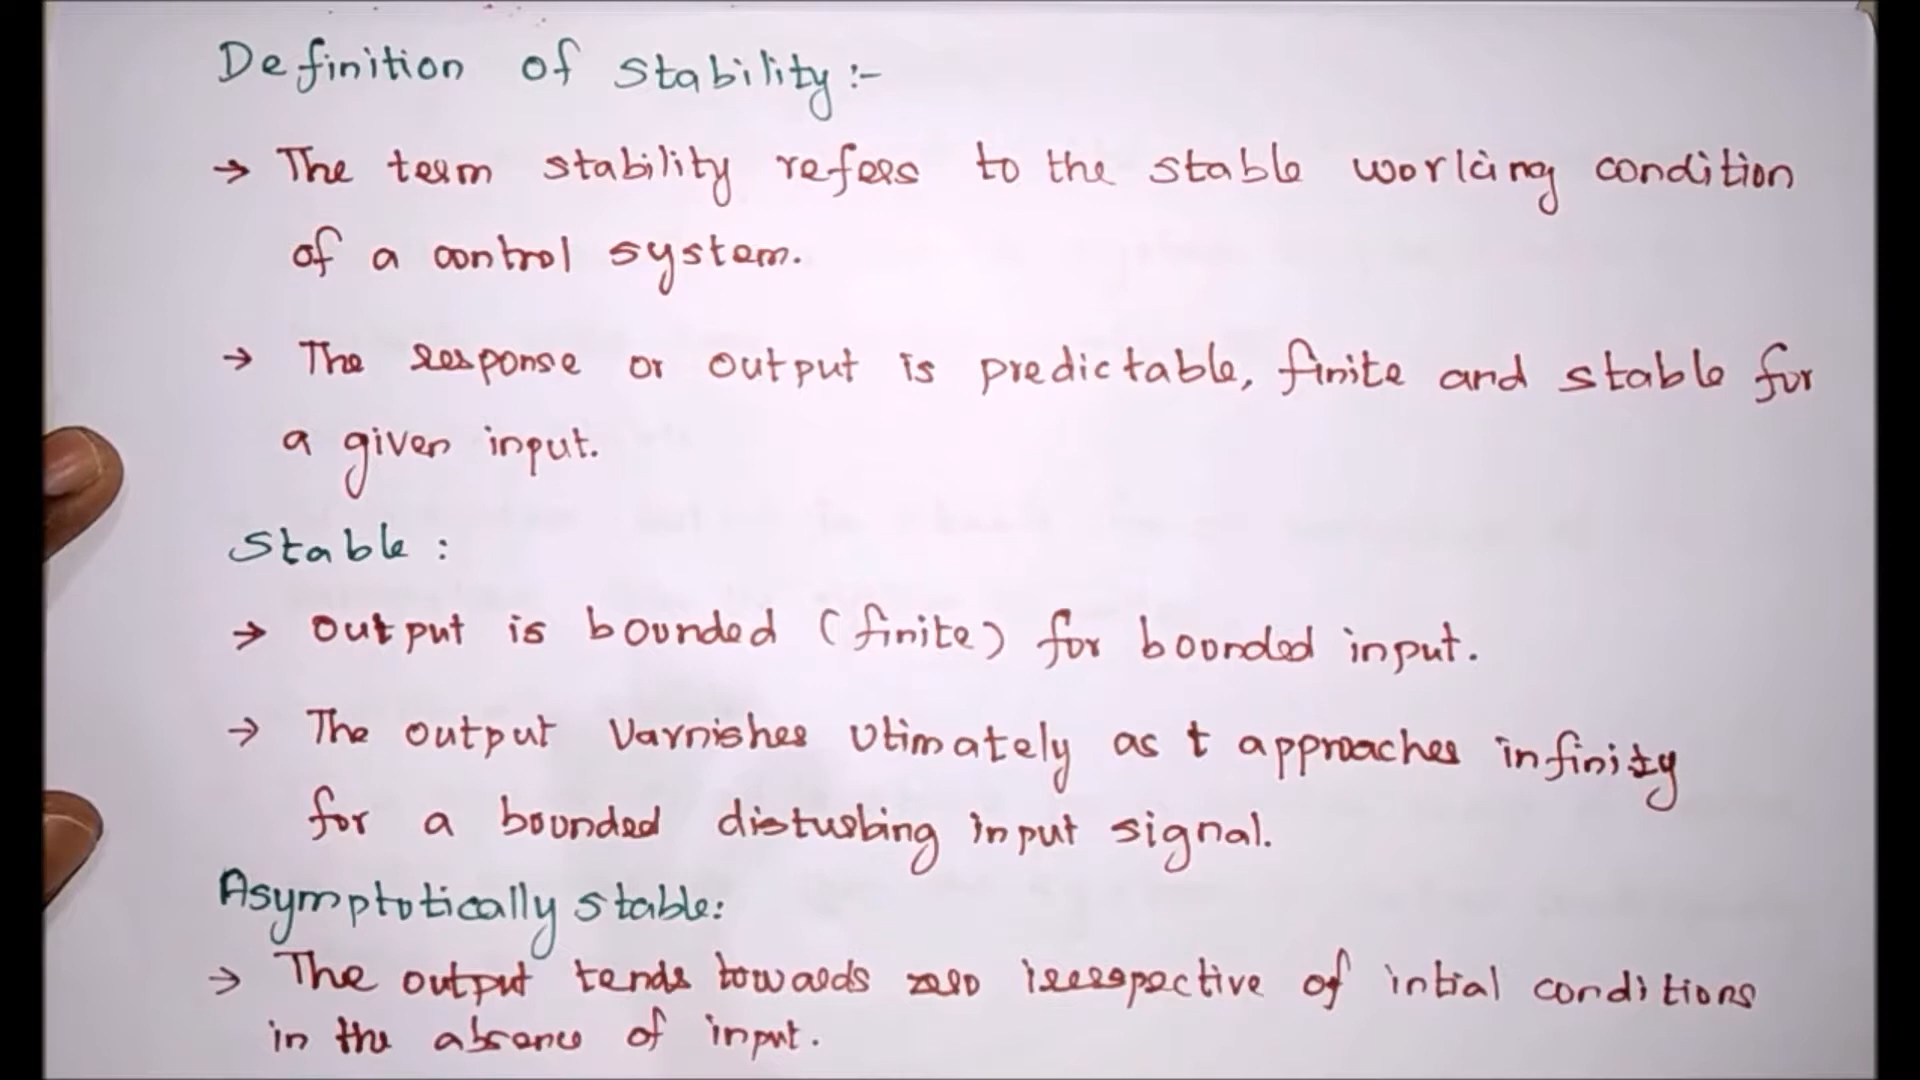 Definition of stability :-
→ The term stability refers to the stable working condition
of a control system.
→ The response or output is predictable, finite and stable for
a given input.
Stable :
→ output is bounded (finite) for bounded input.
→ The output Varnishes Utimately as t approaches infinity
for a bounded disturbing input signal.
Asymptotically stable:
→ The output tends towards zero irrespective of intial conditions
in the absence of input.